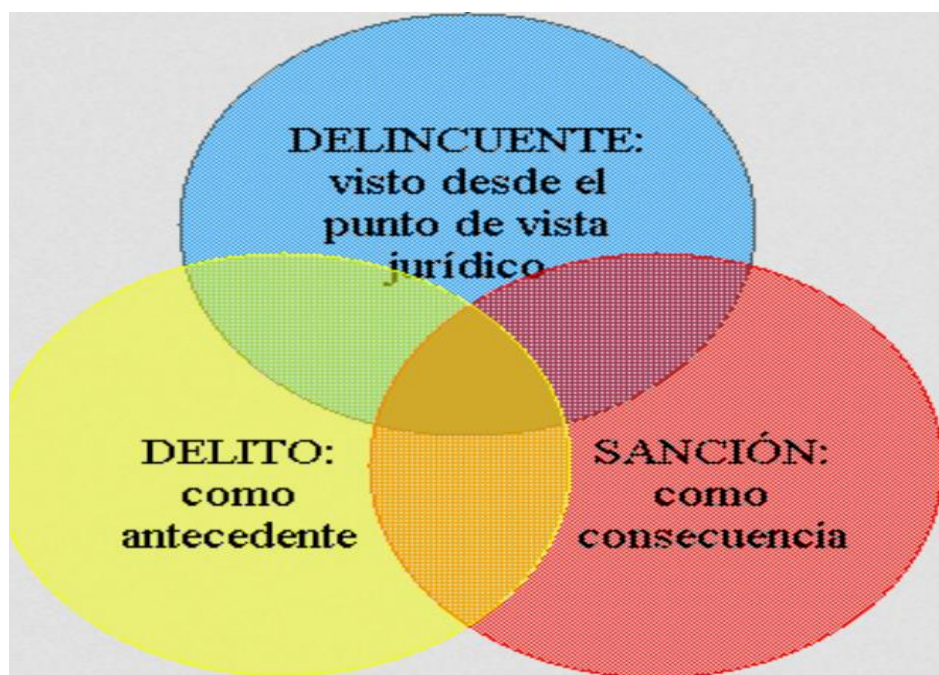 DELINCUENTE:
visto desde el
punto de vista
jurídico
DELITO:
como
antecedente
SANCIÓN:
como
consecuencia